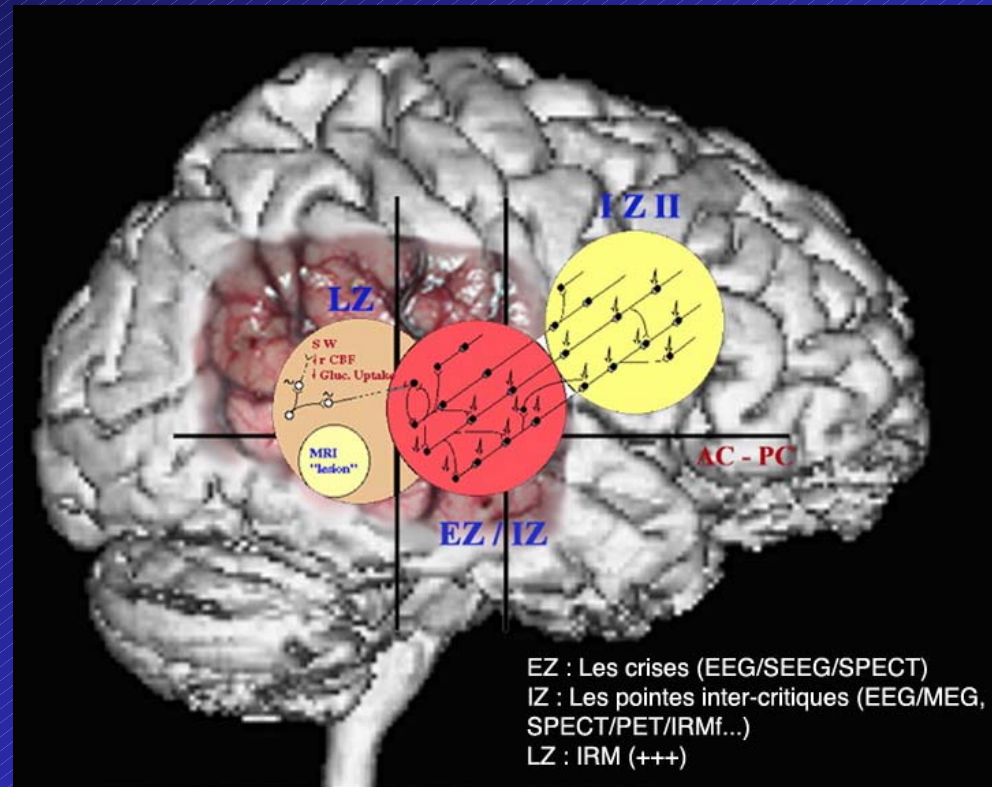 I Z II
LZ
S W
r CBF
Gluc. Uptake
MRI
"lesion"
AC - PC
EZ / IZ
EZ : Les crises (EEG/SEEG/SPECT)
IZ : Les pointes inter-critiques (EEG/MEG,
SPECT/PET/IRMf...)
LZ : IRM (+++)